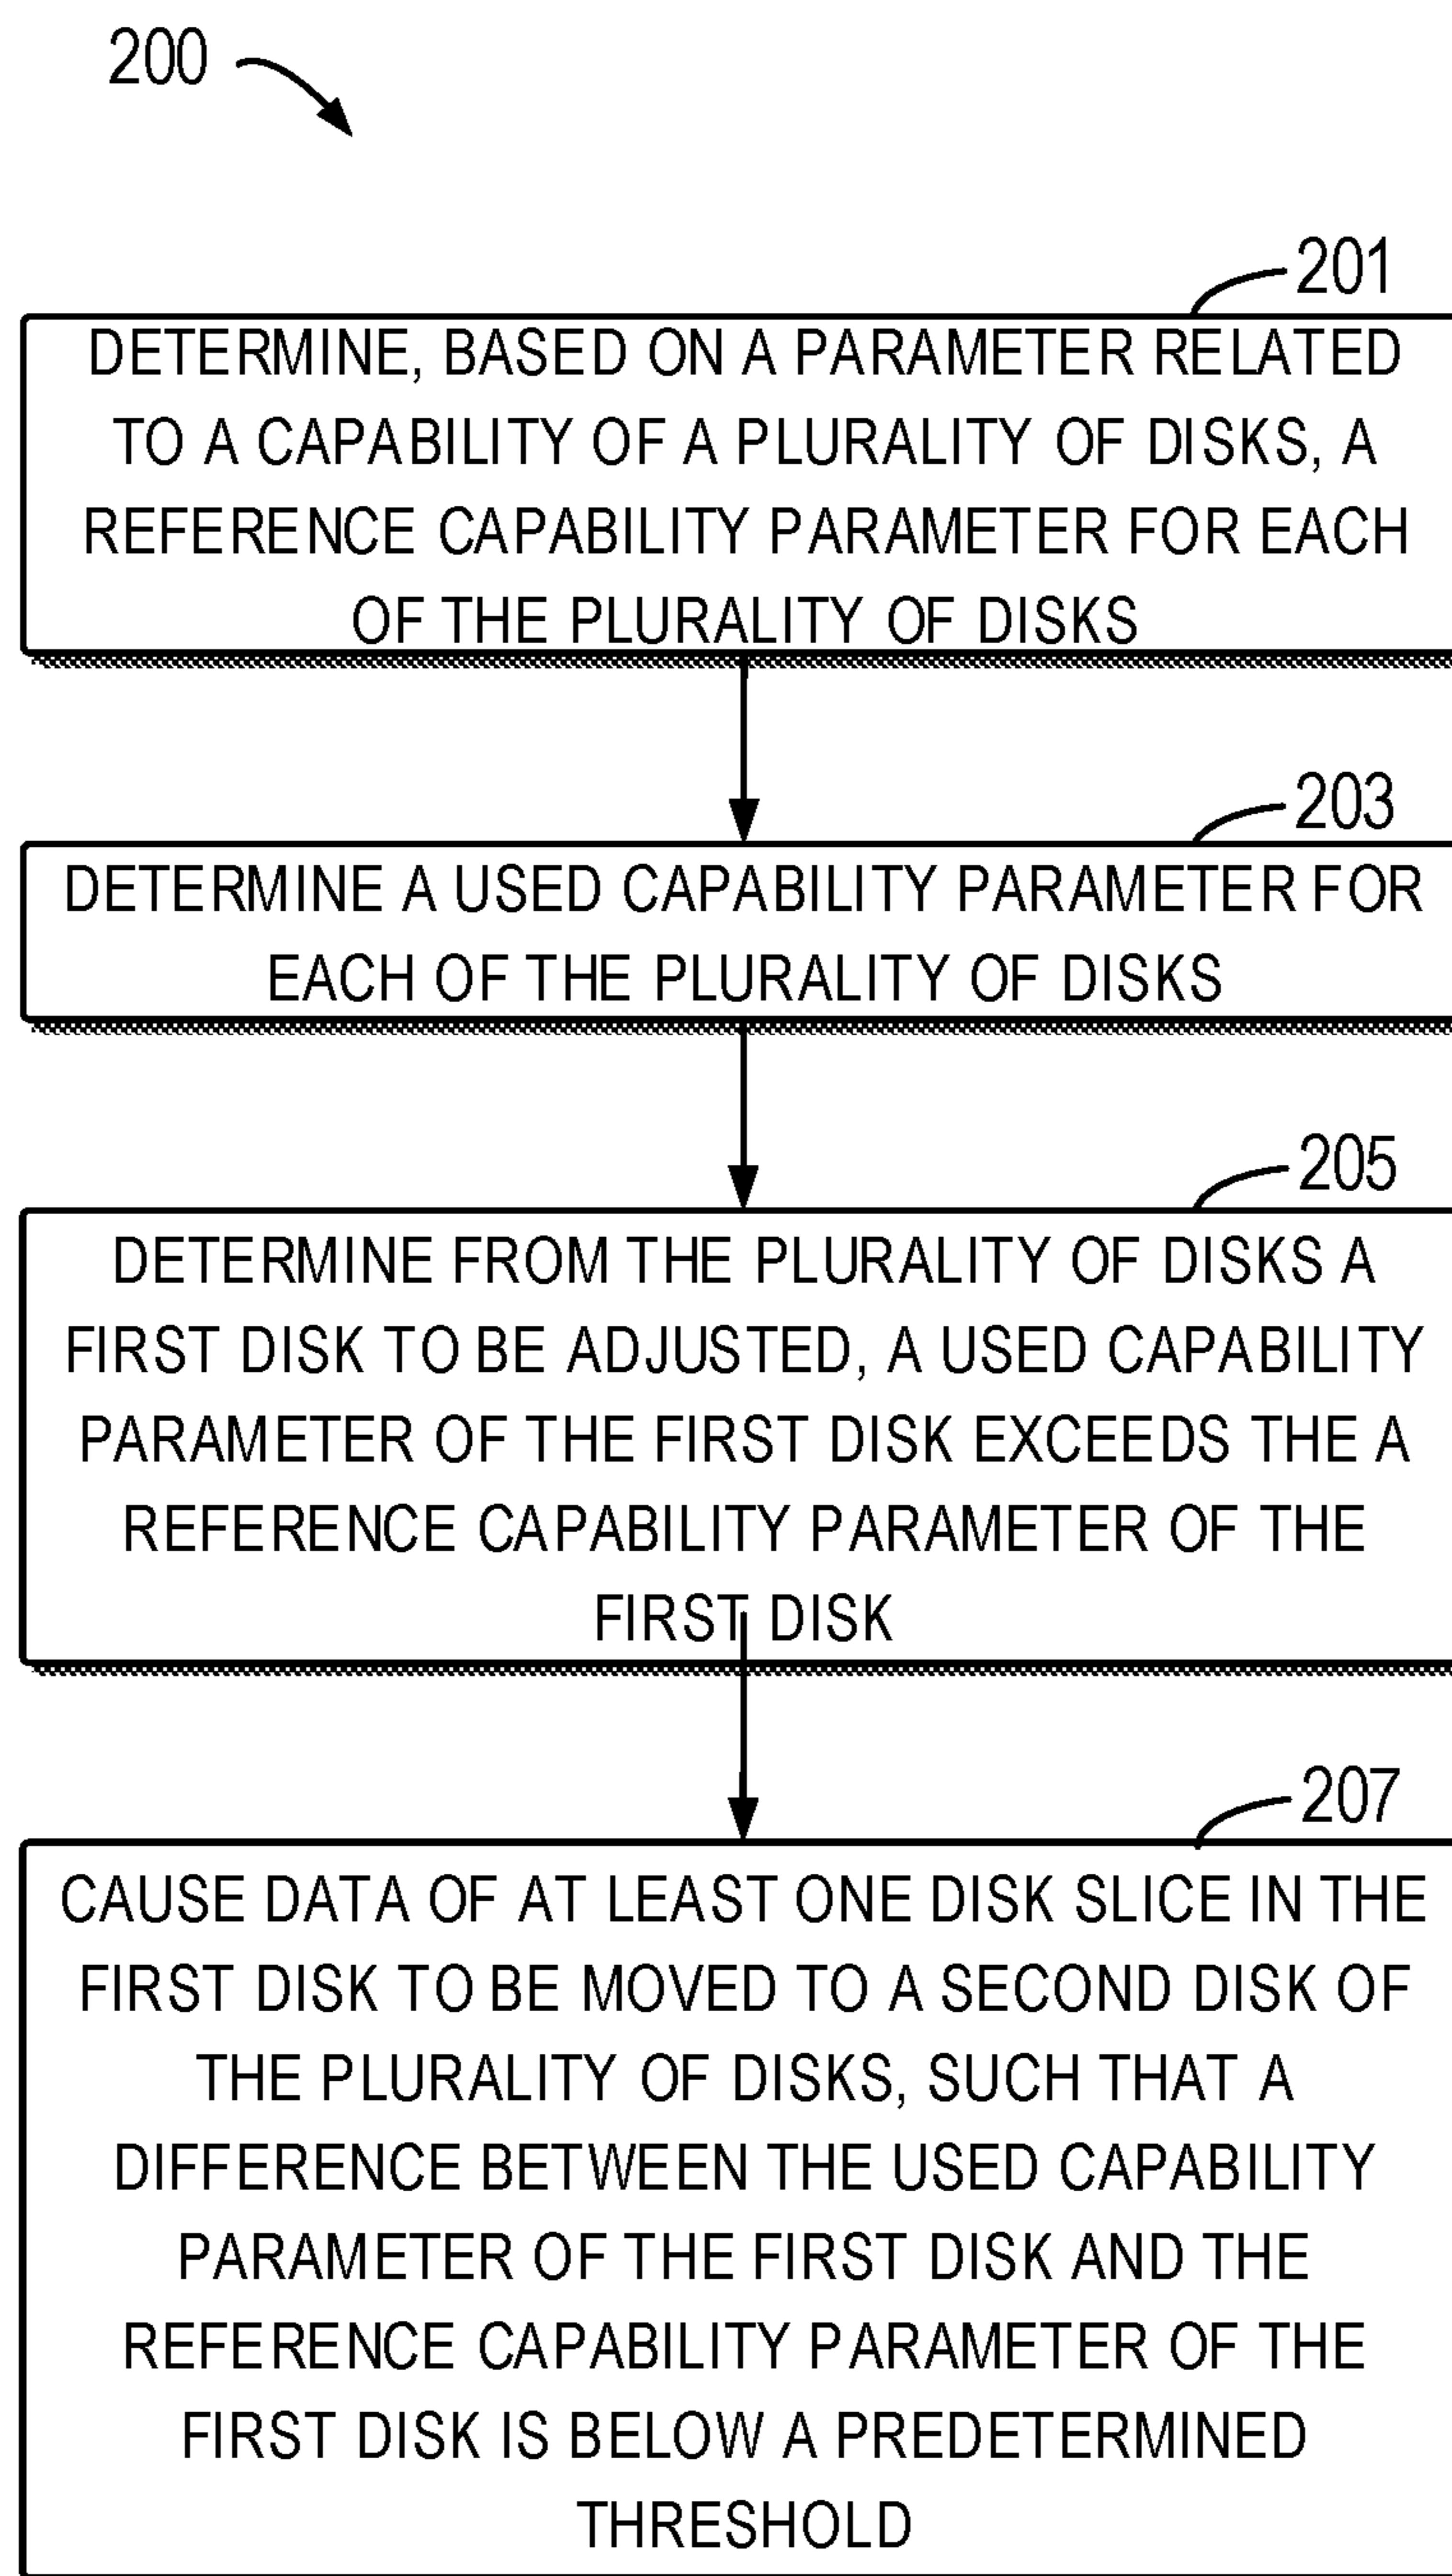 200
201
DETERMINE, BASED ON A PARAMETER RELATED
TO A CAPABILITY OF A PLURALITY OF DISKS, A
REFERENCE CAPABILITY PARAMETER FOR EACH
OF THE PLURALITY OF DISKS
203
DETERMINE A USED CAPABILITY PARAMETER FOR
EACH OF THE PLURALITY OF DISKS
205
DETERMINE FROM THE PLURALITY OF DISKS A
FIRST DISK TO BE ADJUSTED, A USED CAPABILITY
PARAMETER OF THE FIRST DISK EXCEEDS THE A
REFERENCE CAPABILITY PARAMETER OF THE
FIRST DISK
207
CAUSE DATA OF AT LEAST ONE DISK SLICE IN THE
FIRST DISK TO BE MOVED TO A SECOND DISK OF
THE PLURALITY OF DISKS, SUCH THAT A
DIFFERENCE BETWEEN THE USED CAPABILITY
PARAMETER OF THE FIRST DISK AND THE
REFERENCE CAPABILITY PARAMETER OF THE
FIRST DISK IS BELOW A PREDETERMINED
THRESHOLD